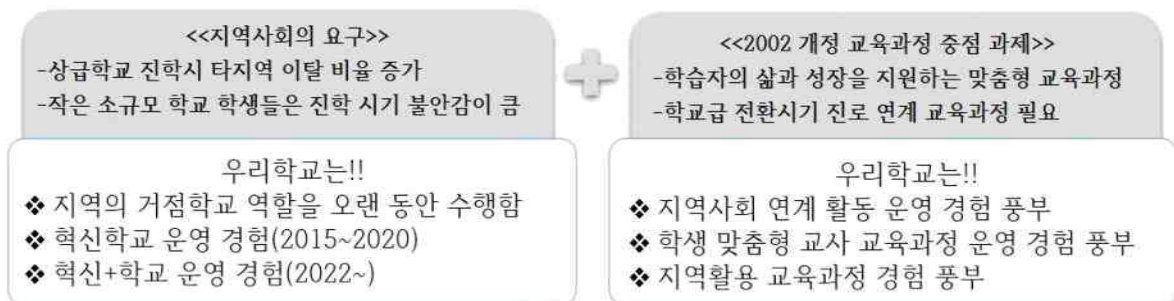 <<지역사회의 요구>>
-상급학교 진학시 타지역 이탈 비율 증가
-작은 소규모 학교 학생들은 진학 시기 불안감이 큼
우리학교는!!
❖ 지역의 거점학교 역할을 오랜 동안 수행함
❖ 혁신학교 운영 경험(2015~2020)
❖ 혁신+학교 운영 경험(2022~)
<<2002 개정 교육과정 중점 과제>>
-학습자의 삶과 성장을 지원하는 맞춤형 교육과정
-학교급 전환시기 진로 연계 교육과정 필요
우리학교는!!
❖ 지역사회 연계 활동 운영 경험 풍부
❖ 학생 맞춤형 교사 교육과정 운영 경험 풍부
❖ 지역활용 교육과정 경험 풍부